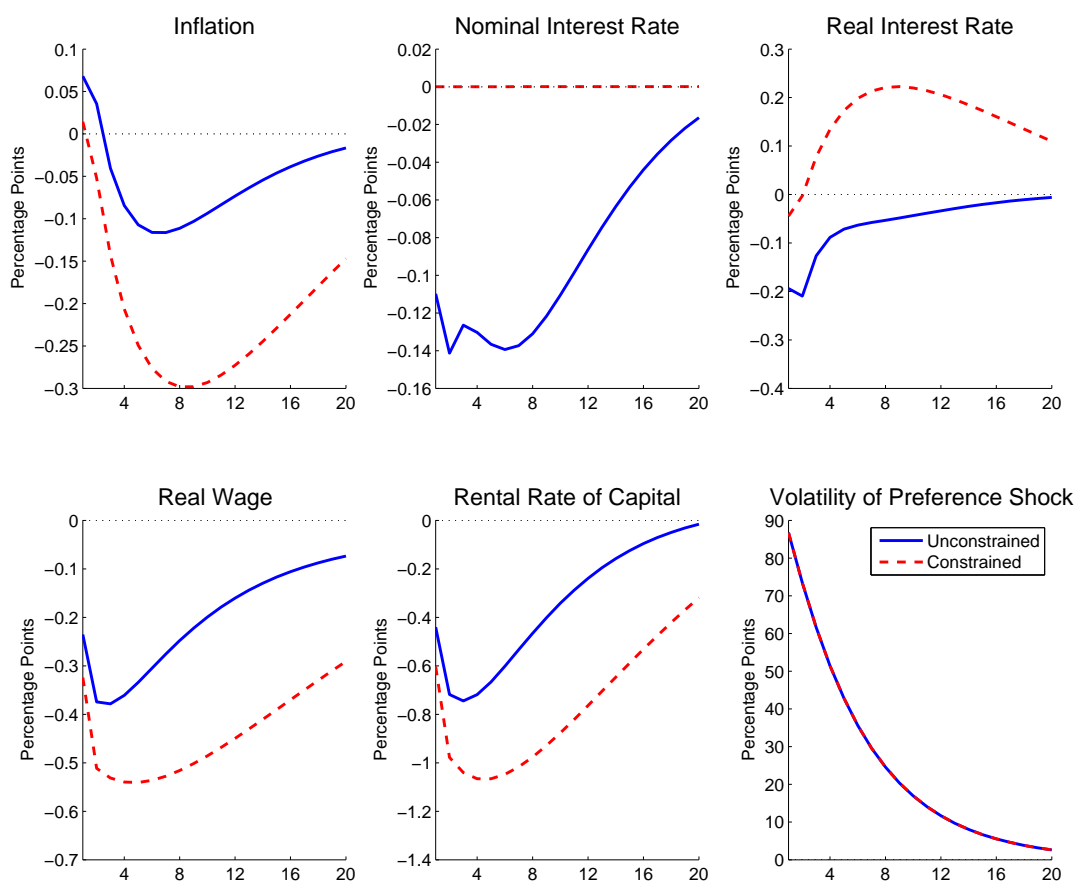 Inflation
Percentage Points
0.1
0.05
0
−0.05
−0.1
−0.15
−0.2
−0.25
−0.3
4 8 12 16 20
Nominal Interest Rate
Percentage Points
0.02
0
−0.02
−0.04
−0.06
−0.08
−0.1
−0.12
−0.14
−0.16
4 8 12 16 20
Real Interest Rate
Percentage Points
0.3
0.2
0.1
0
−0.1
−0.2
−0.3
−0.4
4 8 12 16 20
Real Wage
Percentage Points
0
−0.1
−0.2
−0.3
−0.4
−0.5
−0.6
−0.7
4 8 12 16 20
Rental Rate of Capital
Percentage Points
0
−0.2
−0.4
−0.6
−0.8
−1
−1.2
−1.4
4 8 12 16 20
Volatility of Preference Shock
Percentage Points
90
80
70
60
50
40
30
20
10
0
4 8 12 16 20
Unconstrained
Constrained